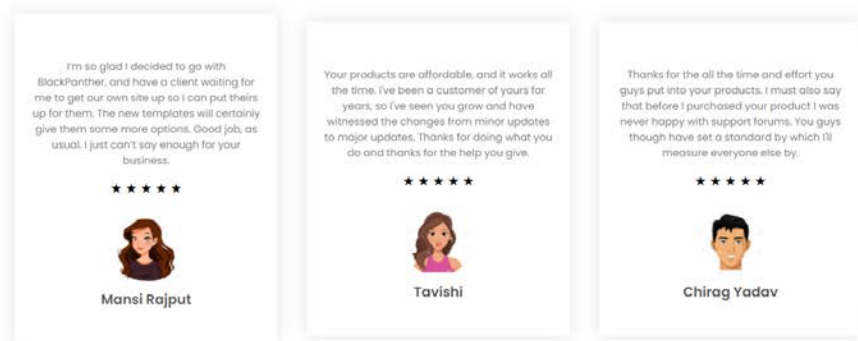 I'm so glad I decided to go with
BlackPanther, and have a client waiting for
me to get our own site up so I can put theirs
up for them. The new templates will certainly
give them some more options. Good job, as
usual. I just can't say enough for your
business.
★★★★★
Mansi Rajput
Your products are affordable, and it works all
the time. I've been a customer of yours for
years, so I've seen you grow and have
witnessed the changes from minor updates
to major updates. Thanks for doing what you
do and thanks for the help you give.
★★★★★
Tavishi
Thanks for the all the time and effort you
guys put into your products. I must also say
that before I purchased your product I was
never happy with support forums. You guys
though have set a standard by which I'll
measure everyone else by.
★★★★★
Chirag Yadav